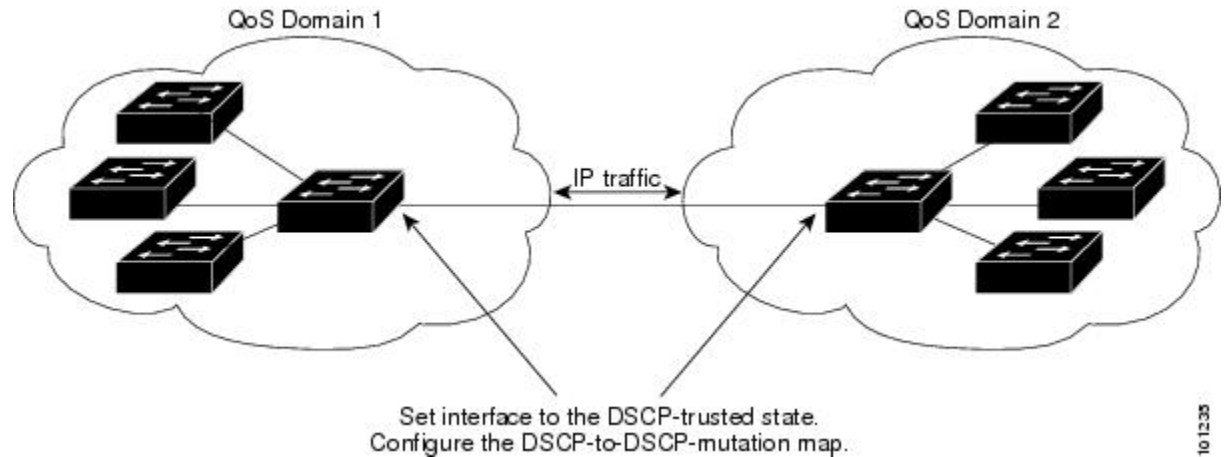 QoS Domain 1
QoS Domain 2
IP traffic
Set interface to the DSCP-trusted state.
Configure the DSCP-to-DSCP-mutation map.
101235